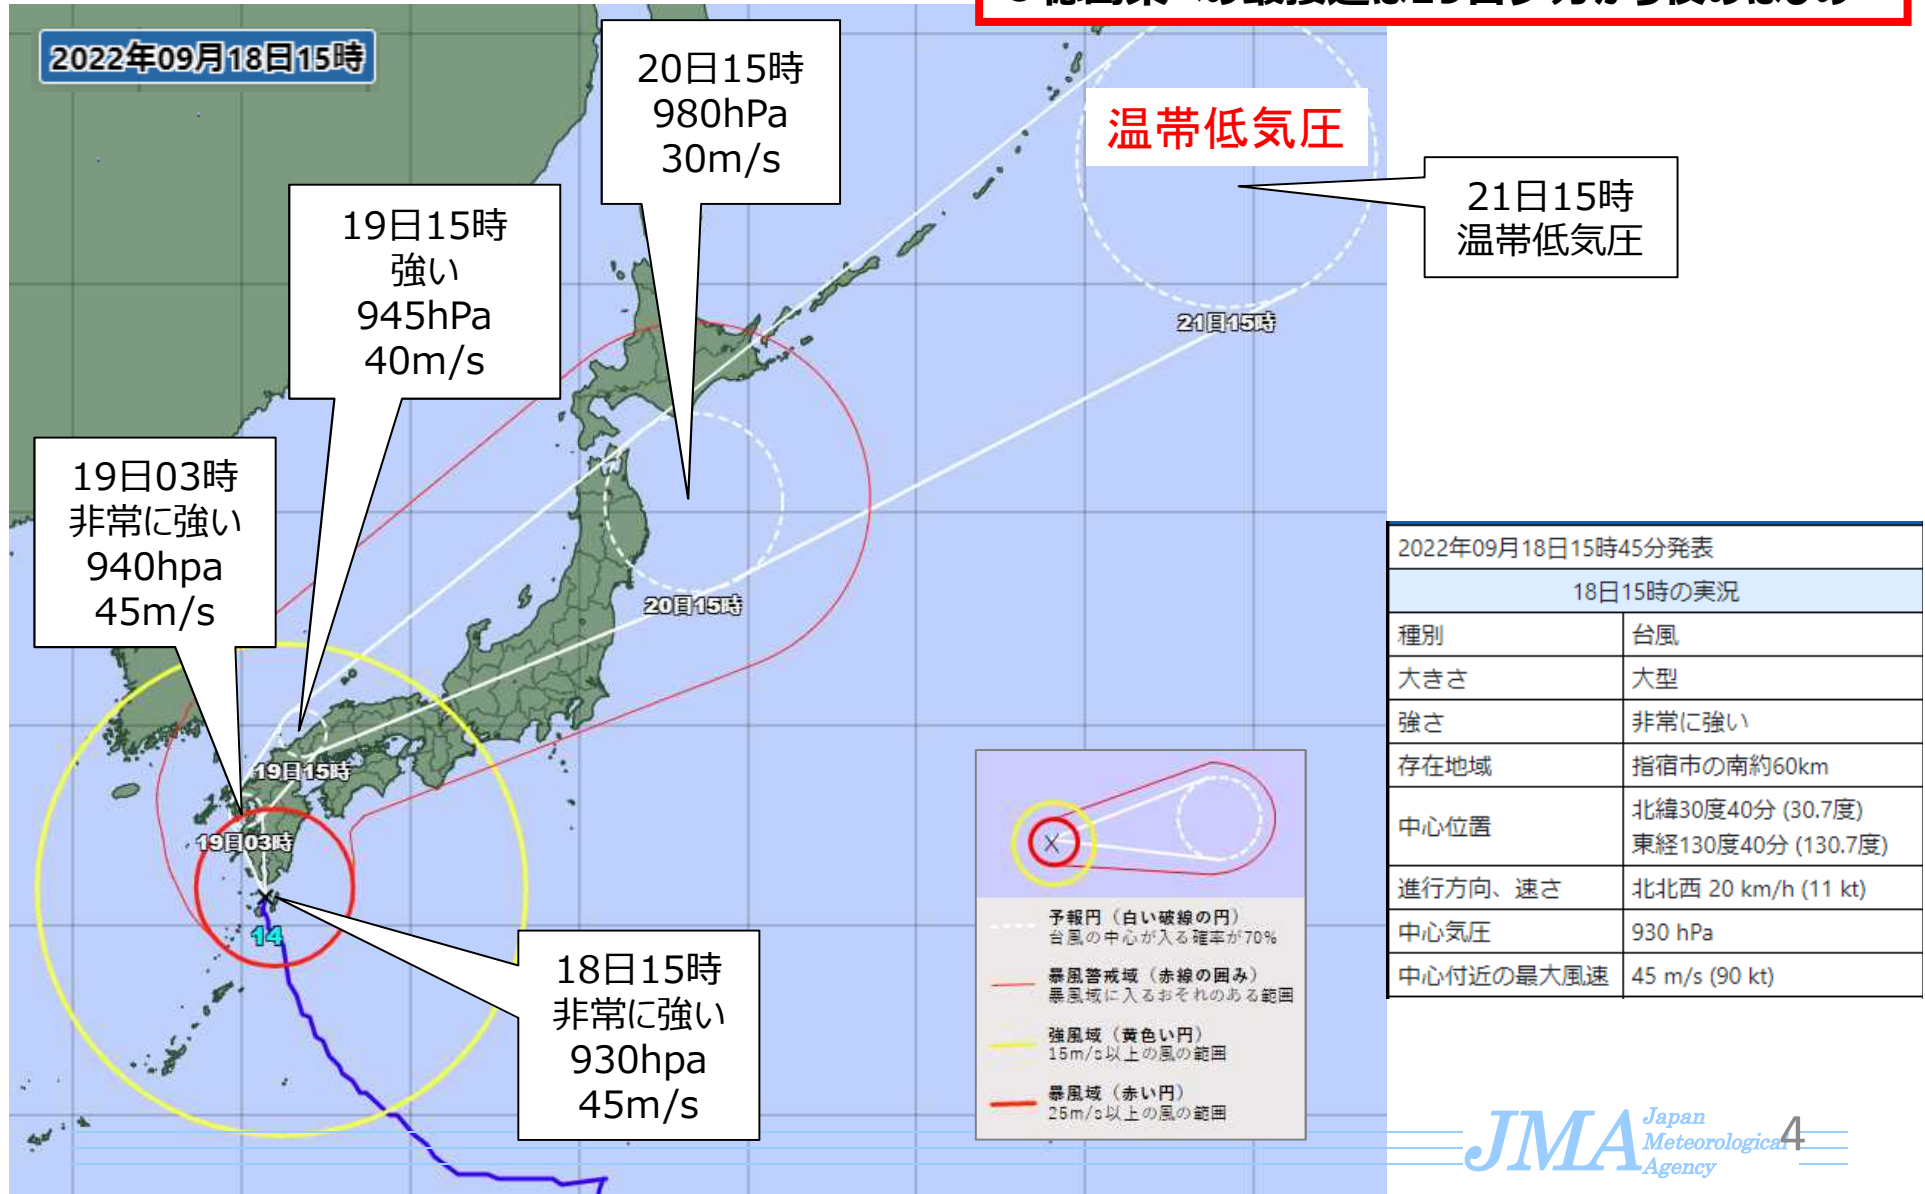 2022年09月18日15時
20日15時
980hPa
30m/s
温帯低気圧
21日15時
温帯低気圧
19日15時
強い
945hPa
40m/s
21日15時
19日03時
非常に強い
940hpa
45m/s
20日15時
19日15時
19日03時
14
18日15時
非常に強い
930hpa
45m/s
予報円（白い破線の円）
台風の中心が入る確率が70%
暴風警戒域（赤線の囲み）
暴風域に入るおそれのある範囲
強風域（黄色い円）
15m/s以上の風の範囲
暴風域（赤い円）
25m/s以上の風の範囲
2022年09月18日15時45分発表
18日15時の実況
種別 台風
大きさ 大型
強さ 非常に強い
存在地域 指宿市の南約60km
中心位置 北緯30度40分 (30.7度)
東経130度40分 (130.7度)
進行方向、速さ 北北西 20 km/h (11 kt)
中心気圧 930 hPa
中心付近の最大風速 45 m/s (90 kt)
JMA
Japan
Meteorological
Agency
4